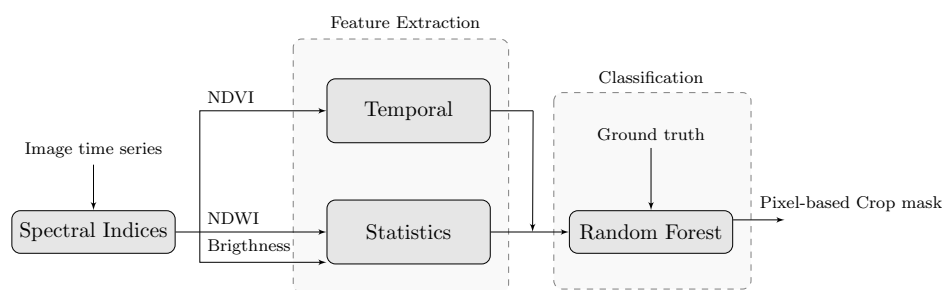 Feature Extraction
Classification
NDVI
Temporal
Ground truth
Image time series
Pixel-based Crop mask
NDWI
Spectral Indices
Statistics
Random Forest
Brigthness